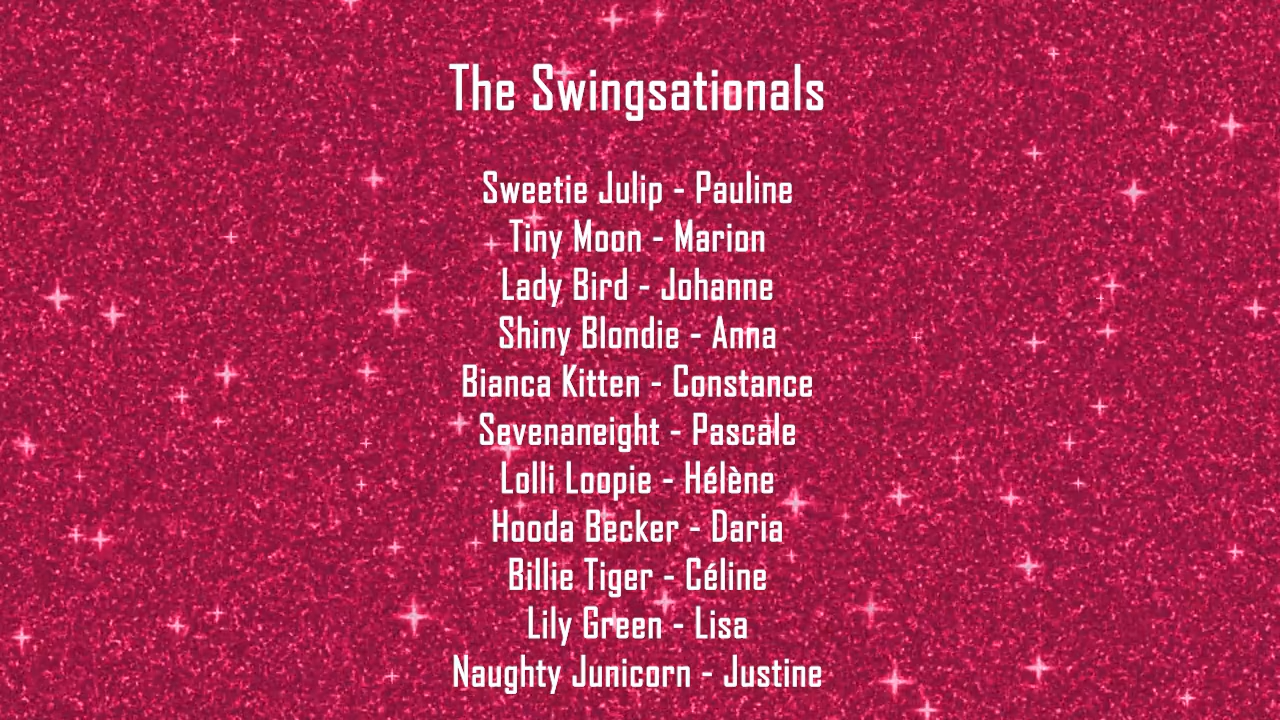 The Swingsationals
Sweetie Julip - Pauline
Tiny Moon - Marion
Lady Bird - Johanne
Shiny Blondie - Anna
Bianca Kitten - Constance
Sevenaneight - Pascale
Lolli Loopie - Hélène
Hooda Becker - Daria
Billie Tiger - Céline
Lily Green - Lisa
Naughty Junicorn - Justine